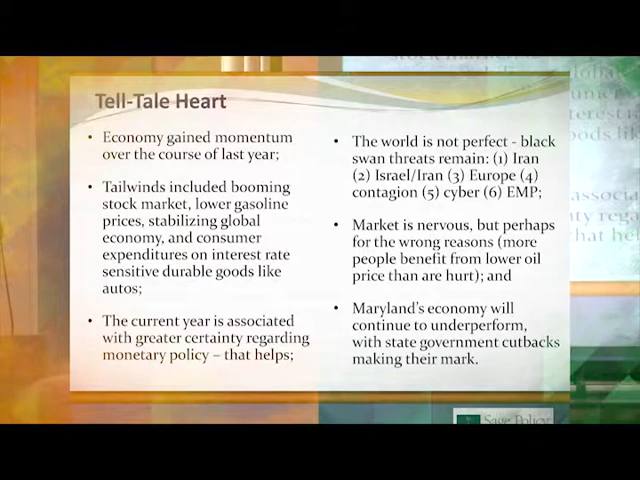 Tell-Tale Heart
• Economy gained momentum
over the course of last year;
• Tailwinds included booming
stock market, lower gasoline
prices, stabilizing global
economy, and consumer
expenditures on interest rate
sensitive durable goods like
autos;
• The current year is associated
with greater certainty regarding
monetary policy – that helps;
• The world is not perfect - black
swan threats remain: (1) Iran
(2) Israel/Iran (3) Europe (4)
contagion (5) cyber (6) EMP;
• Market is nervous, but perhaps
for the wrong reasons (more
people benefit from lower oil
price than are hurt); and
• Maryland's economy will
continue to underperform,
with state government cutbacks
making their mark.
Sage Policy